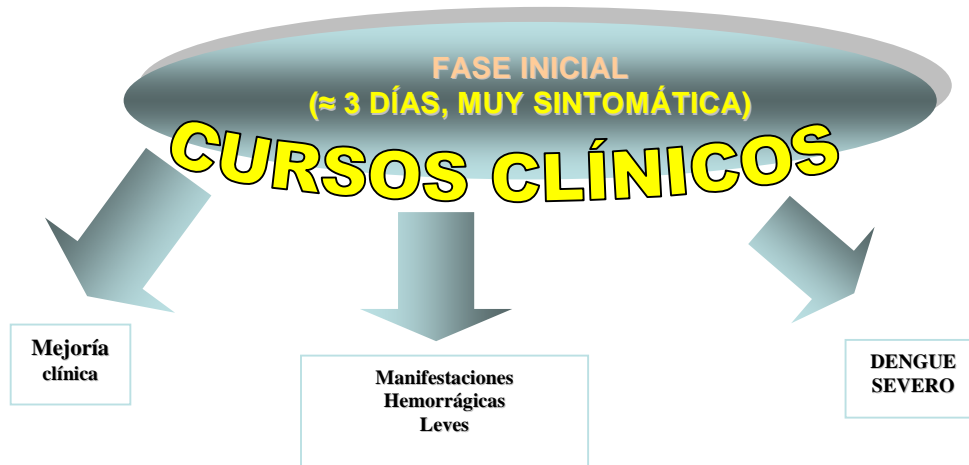 FASE INICIAL
(≈ 3 DÍAS, MUY SINTOMÁTICA)
CURSOS CLÍNICOS
Mejoría
clínica
Manifestaciones
Hemorrágicas
Leves
DENGUE
SEVERO